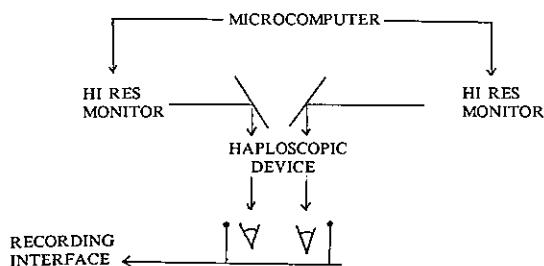 MICROCOMPUTER
HI RES
MONITOR
HI RES
MONITOR
HAPLOSCOPIC
DEVICE
RECORDING
INTERFACE